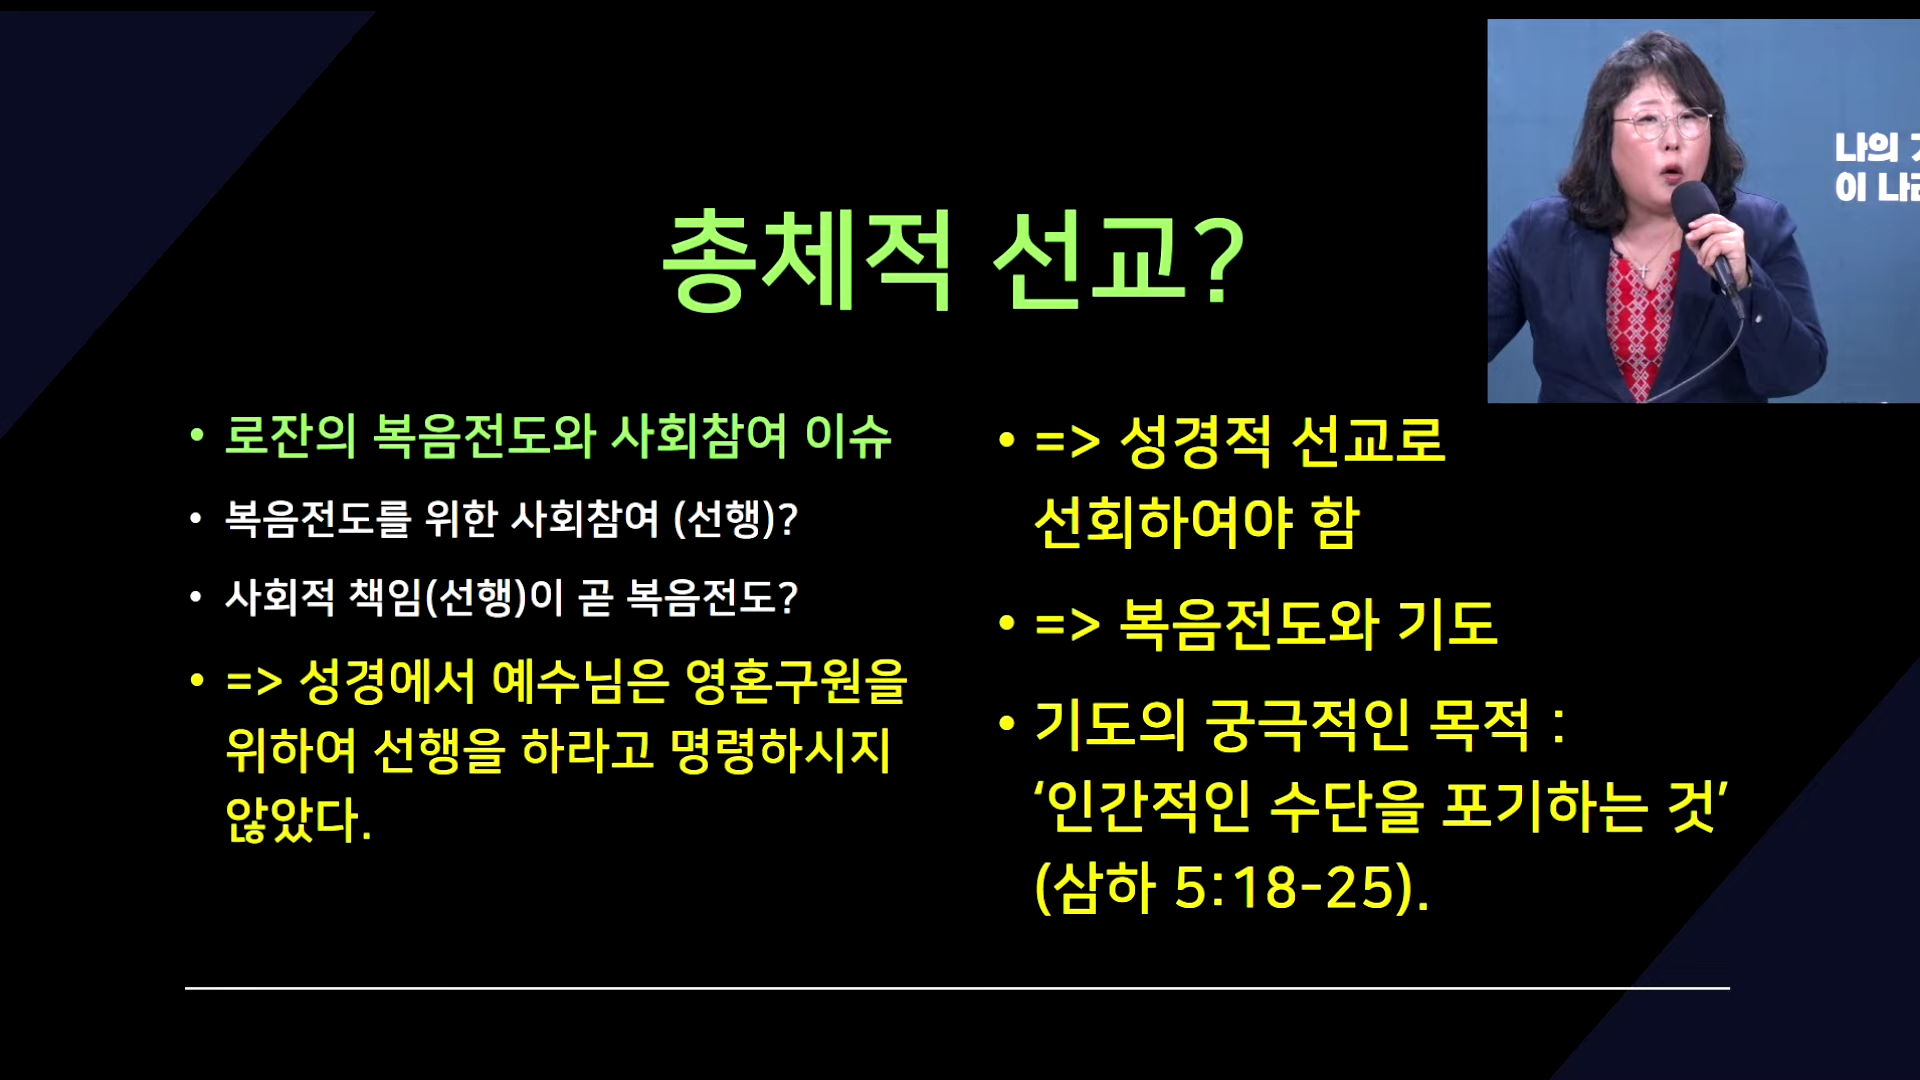 총체적 선교?
• 로잔의 복음전도와 사회참여 이슈
• 복음전도를 위한 사회참여 (선행)?
• 사회적 책임(선행)이 곧 복음전도?
• => 성경에서 예수님은 영혼구원을
위하여 선행을 하라고 명령하시지
않았다.
• => 성경적 선교로
선회하여야 함
• => 복음전도와 기도
• 기도의 궁극적인 목적 :
‘인간적인 수단을 포기하는 것’
(삼하 5:18-25).
나의
이